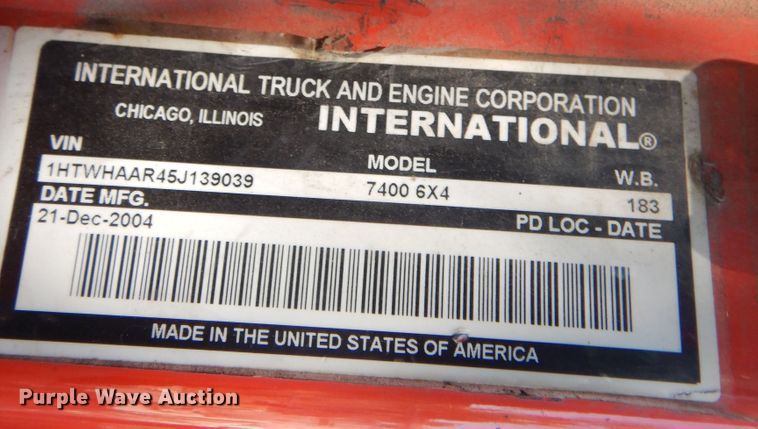 INTERNATIONAL TRUCK AND ENGINE CORPORATION
CHICAGO, ILLINOIS INTERNATIONAL®
VIN MODEL W.B.
1HTWHAAR45J139039 7400 6X4 183
DATE MFG. PD LOC - DATE
21-Dec-2004
MADE IN THE UNITED STATES OF AMERICA
Purple Wave Auction